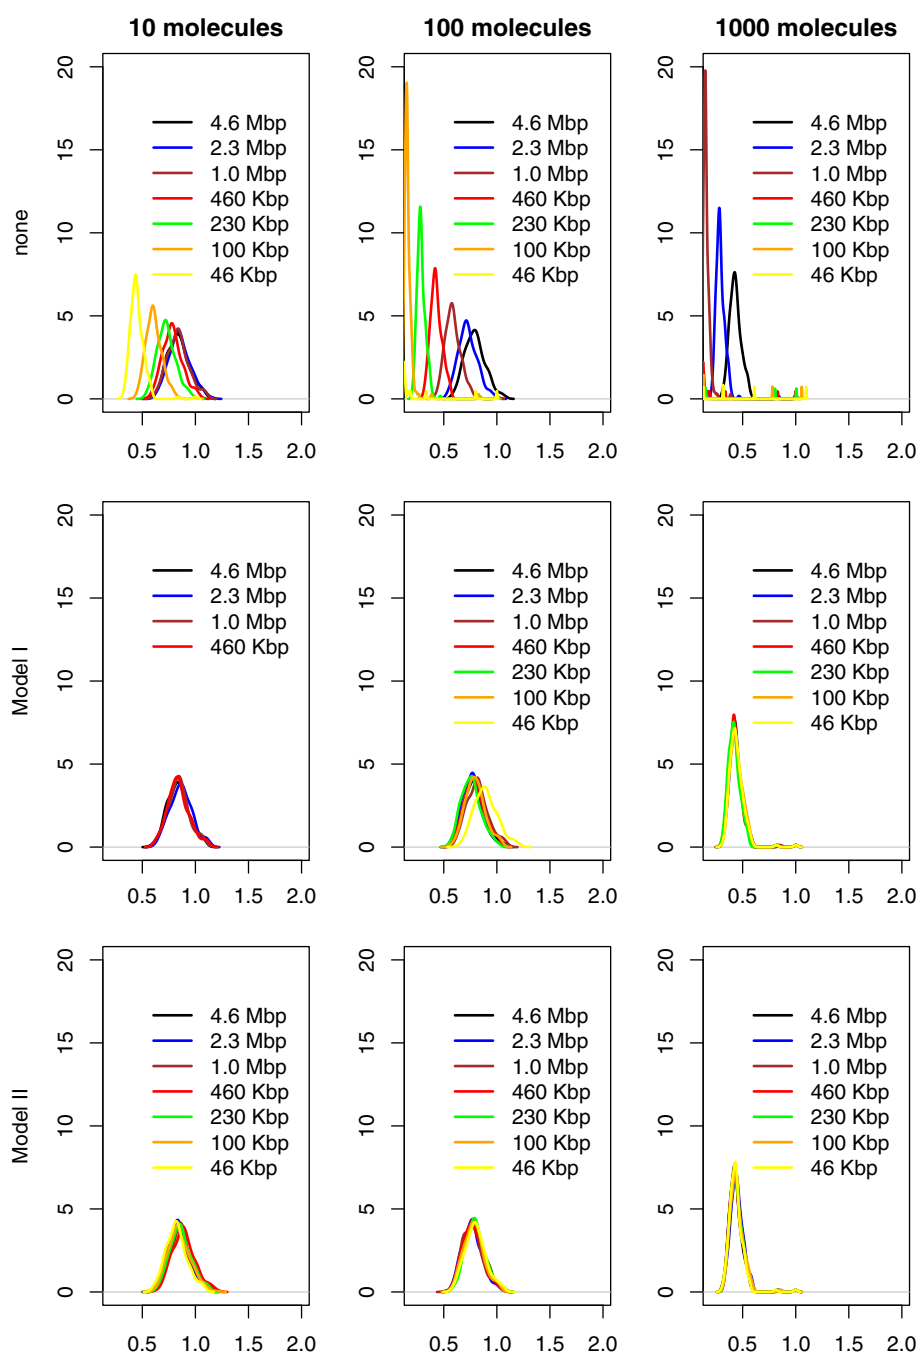 10 molecules 100 molecules 1000 molecules
none
20 20 20
15 15 15
10 10 10
5 5 5
0 0 0
4.6 Mbp 4.6 Mbp 4.6 Mbp
2.3 Mbp 2.3 Mbp 2.3 Mbp
1.0 Mbp 1.0 Mbp 1.0 Mbp
460 Kbp 460 Kbp 460 Kbp
230 Kbp 230 Kbp 230 Kbp
100 Kbp 100 Kbp 100 Kbp
46 Kbp 46 Kbp 46 Kbp
0.5 1.0 1.5 2.0 0.5 1.0 1.5 2.0 0.5 1.0 1.5 2.0
Model I
20 20 20
15 15 15
10 10 10
5 5 5
0 0 0
4.6 Mbp 4.6 Mbp 4.6 Mbp
2.3 Mbp 2.3 Mbp 2.3 Mbp
1.0 Mbp 1.0 Mbp 1.0 Mbp
460 Kbp 460 Kbp 460 Kbp
230 Kbp 230 Kbp
100 Kbp 100 Kbp
46 Kbp 46 Kbp
0.5 1.0 1.5 2.0 0.5 1.0 1.5 2.0 0.5 1.0 1.5 2.0
Model II
20 20 20
15 15 15
10 10 10
5 5 5
0 0 0
4.6 Mbp 4.6 Mbp 4.6 Mbp
2.3 Mbp 2.3 Mbp 2.3 Mbp
1.0 Mbp 1.0 Mbp 1.0 Mbp
460 Kbp 460 Kbp 460 Kbp
230 Kbp 230 Kbp 230 Kbp
100 Kbp 100 Kbp 100 Kbp
46 Kbp 46 Kbp 46 Kbp
0.5 1.0 1.5 2.0 0.5 1.0 1.5 2.0 0.5 1.0 1.5 2.0